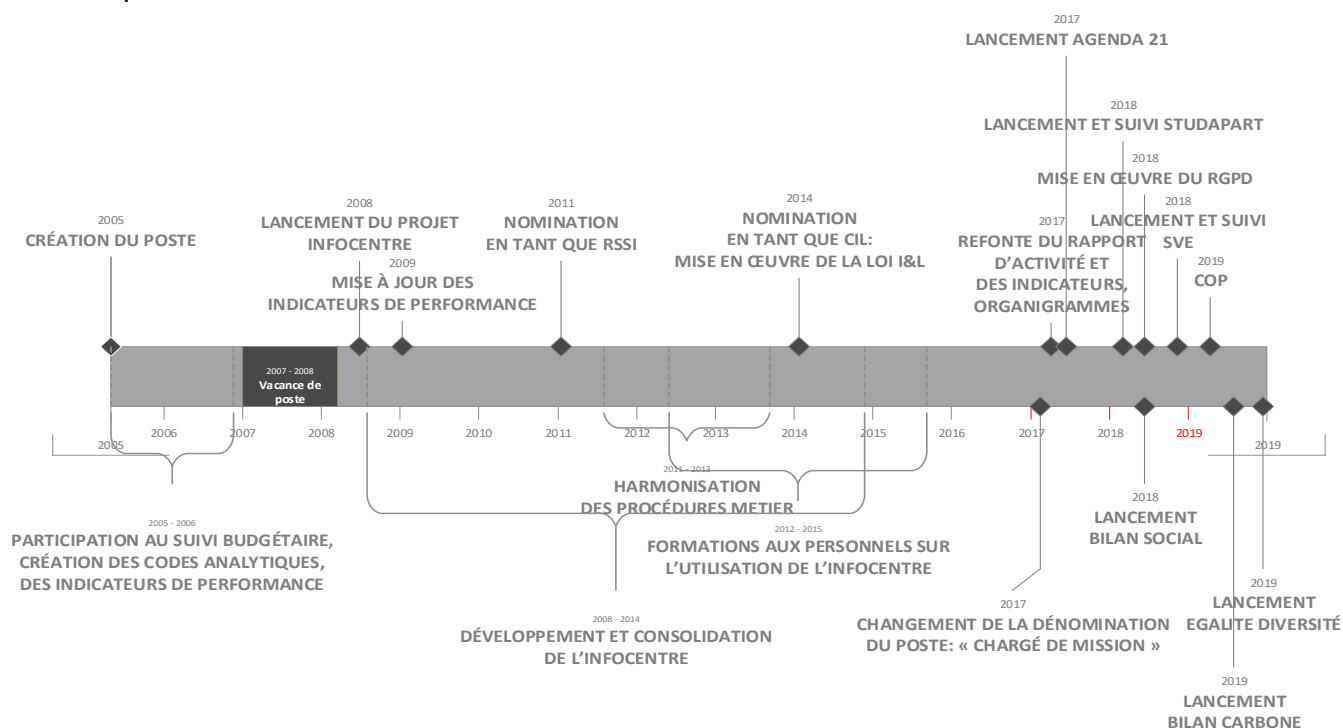 2017
LANCEMENT AGENDA 21
2018
LANCEMENT ET SUIVI STUDAPART
2018
MISE EN ŒUVRE DU RGPD
2018
LANCEMENT ET SUIVI
SVE
2019
COP
2017
REFONTE DU RAPPORT
D'ACTIVITÉ ET
DES INDICATEURS,
ORGANIGRAMMES
2014
NOMINATION
EN TANT QUE CIL:
MISE EN ŒUVRE DE LA LOI I&L
2011
NOMINATION
EN TANT QUE RSSI
2008
LANCEMENT DU PROJET
INFOCENTRE
2009
MISE À JOUR DES
INDICATEURS DE PERFORMANCE
2005
CRÉATION DU POSTE
2007 - 2008
Vacance de
poste
2005
2006
2007
2008
2009
2010
2011
2012
2013
2014
2015
2016
2017
2018
2019
2019
2005 - 2006
PARTICIPATION AU SUIVI BUDGÉTAIRE,
CRÉATION DES CODES ANALYTIQUES,
DES INDICATEURS DE PERFORMANCE
2011 - 2013
HARMONISATION
DES PROCÉDURES METIER
2012 - 2015
FORMATIONS AUX PERSONNELS SUR
L'UTILISATION DE L'INFOCENTRE
2008 - 2014
DÉVELOPPEMENT ET CONSOLIDATION
DE L'INFOCENTRE
2017
CHANGEMENT DE LA DÉNOMINATION
DU POSTE: « CHARGÉ DE MISSION »
2018
LANCEMENT
BILAN SOCIAL
2019
LANCEMENT
EGALITE DIVERSITÉ
2019
LANCEMENT
BILAN CARBONE